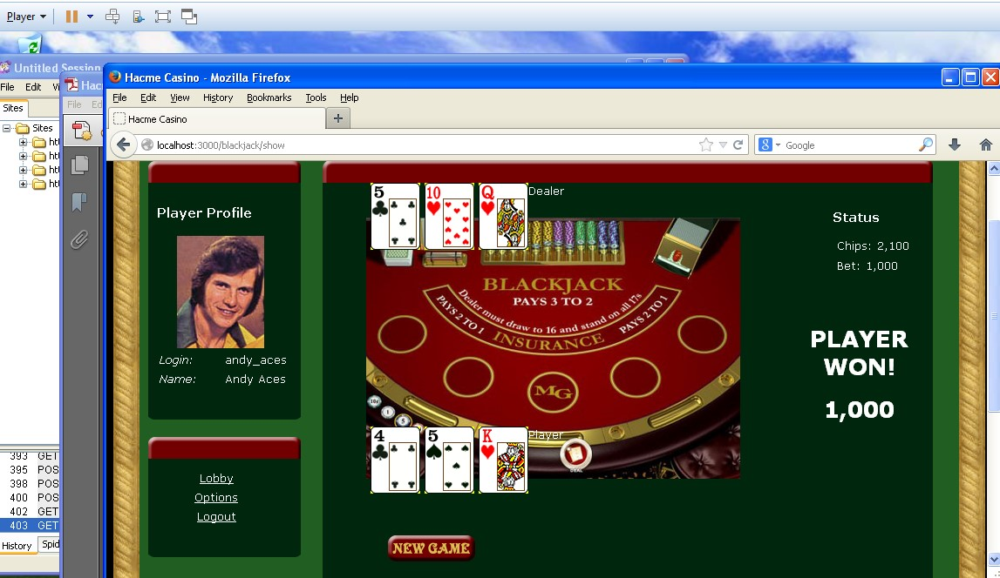 Player
Untitled Session
Hacme Casino - Mozilla Firefox
File Edit
File Edit View History Bookmarks Tools Help
Sites
Hacme Casino
Sites
localhost:3000/blackjack/show
Google
Player Profile
Login: andy_aces
Name: Andy Aces
Lobby
Options
Logout
5 10 Q Dealer
BLACKJACK
PAYS 3 TO 2
Dealer must draw to 16 and stand on all 17s
PAYS 2 TO 1 INSURANCE PAYS 2 TO 1
MG
4 5 K Player
DEAL
NEW GAME
Status
Chips: 2,100
Bet: 1,000
PLAYER
WON!
1,000
393 GET
395 POS
398 POS
400 POS
402 GET
403 GET
History Spid